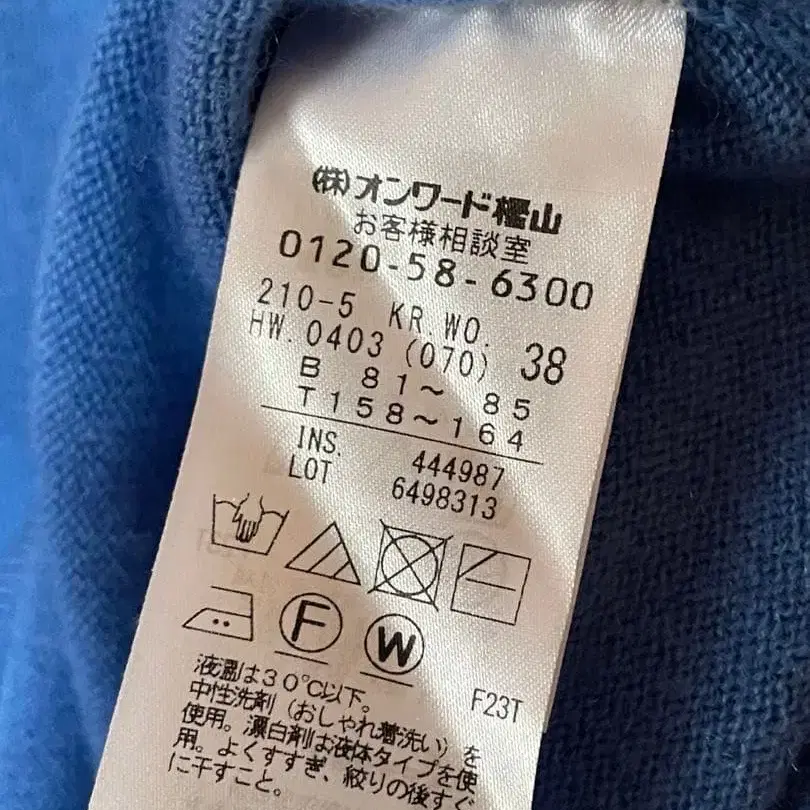 (株)オンワード樫山
お客様相談室
0120-58-6300
210-5 KR.WO.
HW.0403 (070) 38
B 81~ 85
T158~164
INS. 444987
LOT 6498313
F W
F23T
液温は30℃以下。
中性洗剤(おしゃれ着洗い)を
使用。漂白剤は液体タイプを使
用。よくすすぎ、絞りの後すぐ
に干すこと。